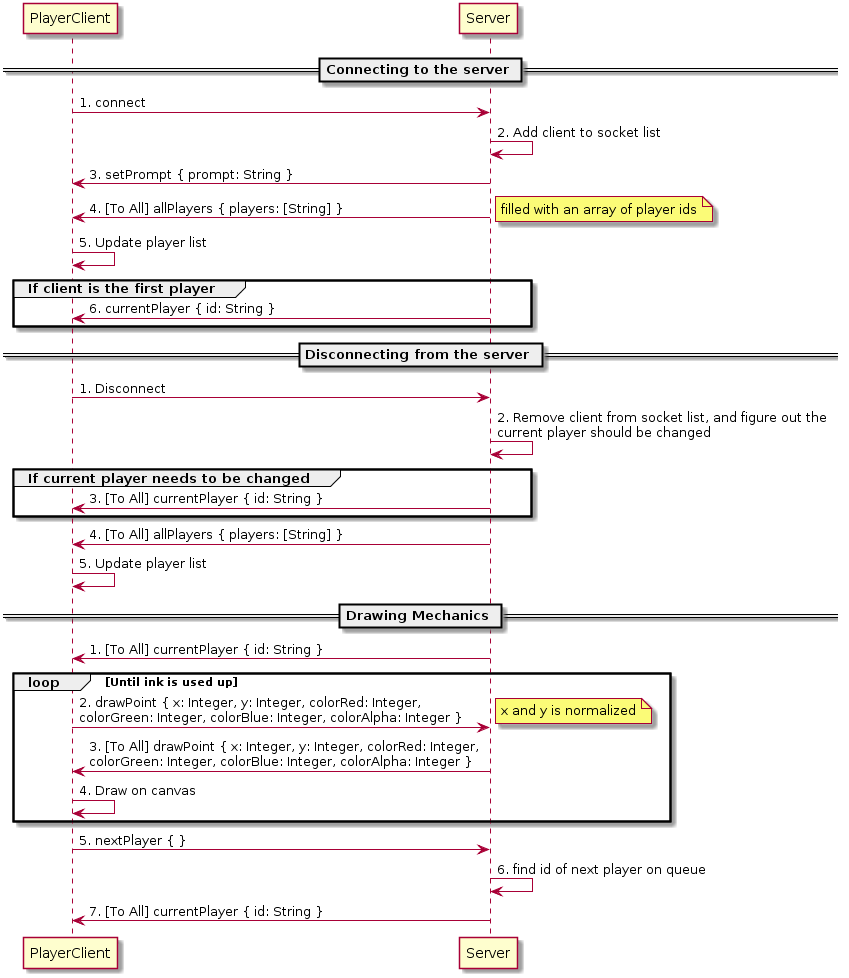 PlayerClient
Server
Connecting to the server
1. connect
2. Add client to socket list
3. setPrompt { prompt: String }
4. [To All] allPlayers { players: [String] }
filled with an array of player ids
5. Update player list
If client is the first player
6. currentPlayer { id: String }
Disconnecting from the server
1. Disconnect
2. Remove client from socket list, and figure out the
current player should be changed
If current player needs to be changed
3. [To All] currentPlayer { id: String }
4. [To All] allPlayers { players: [String] }
5. Update player list
Drawing Mechanics
1. [To All] currentPlayer { id: String }
loop
[Until ink is used up]
2. drawPoint { x: Integer, y: Integer, colorRed: Integer,
colorGreen: Integer, colorBlue: Integer, colorAlpha: Integer }
x and y is normalized
3. [To All] drawPoint { x: Integer, y: Integer, colorRed: Integer,
colorGreen: Integer, colorBlue: Integer, colorAlpha: Integer }
4. Draw on canvas
5. nextPlayer { }
6. find id of next player on queue
7. [To All] currentPlayer { id: String }
PlayerClient
Server